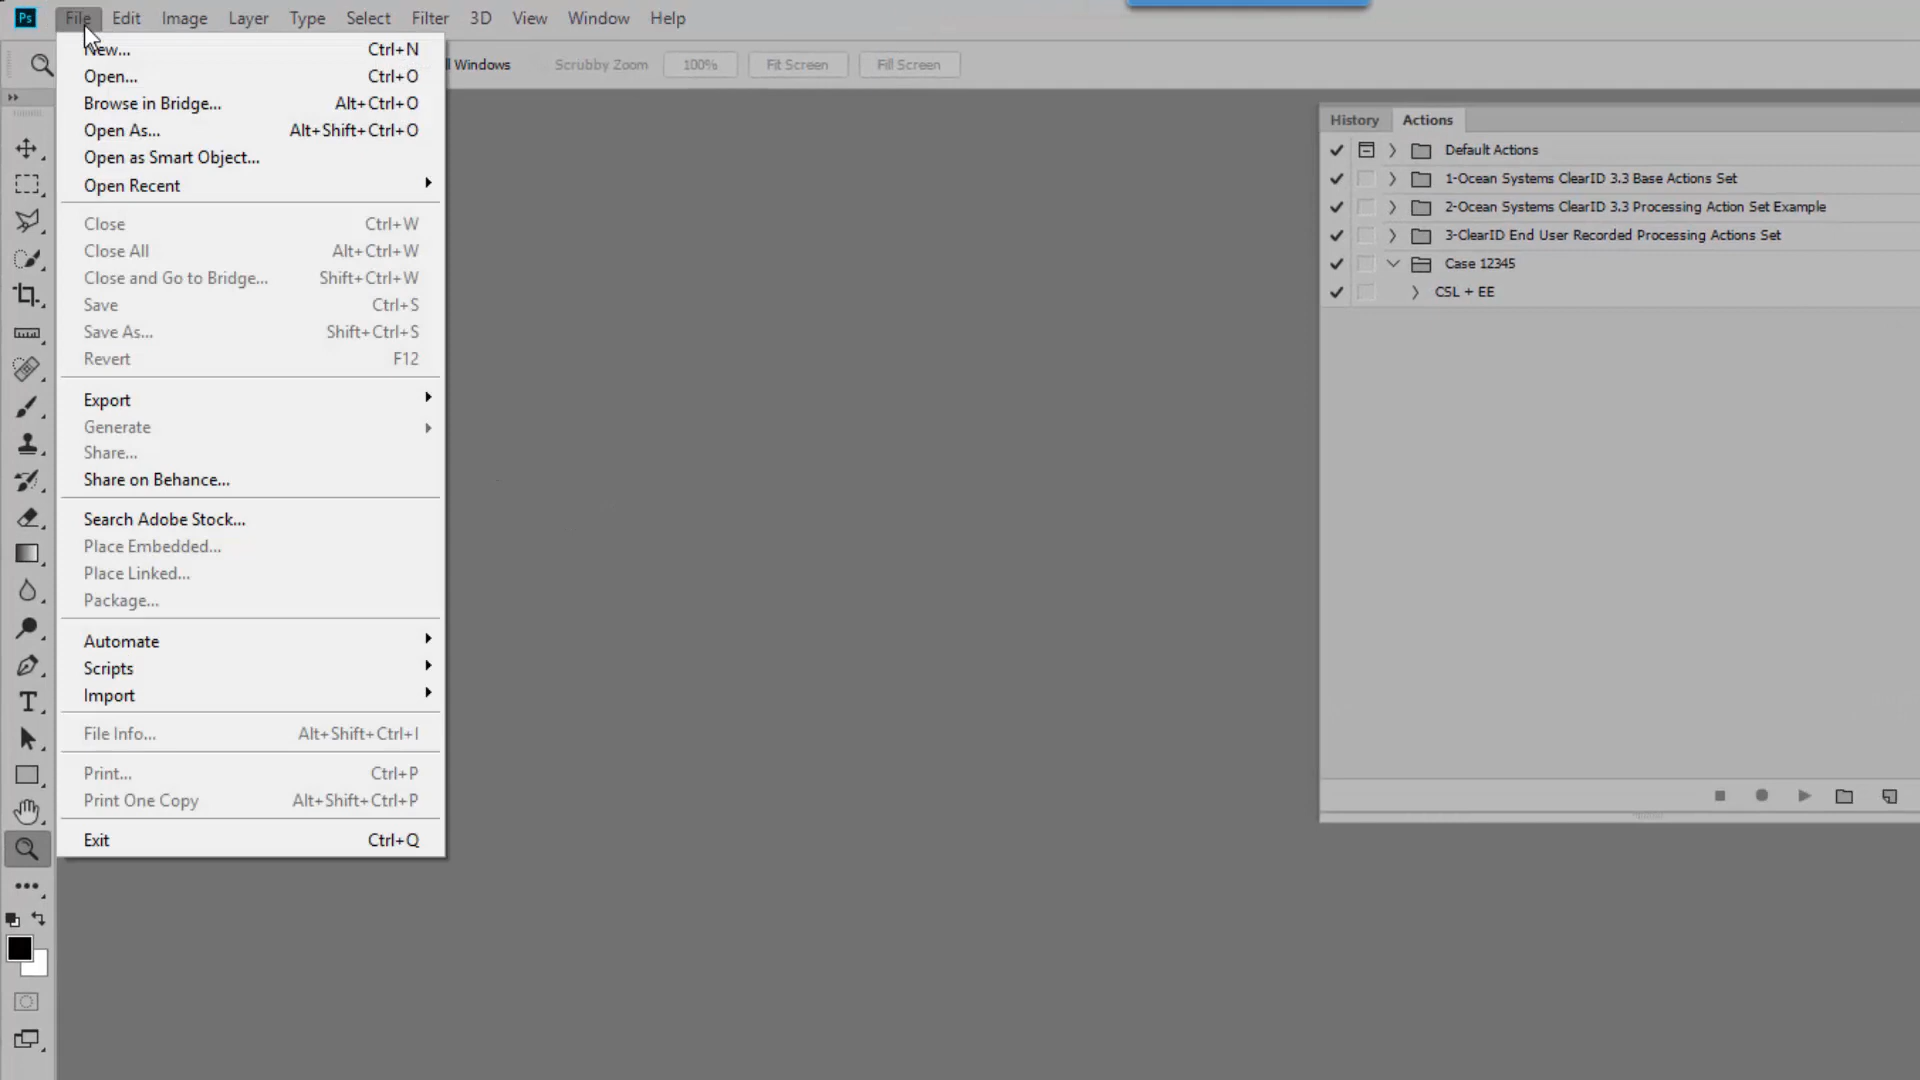 Ps File Edit Image Layer Type Select Filter 3D View Window Help
ll Windows Scrubby Zoom 100% Fit Screen Fill Screen
New... Ctrl+N
Open... Ctrl+O
Browse in Bridge... Alt+Ctrl+O
Open As... Alt+Shift+Ctrl+O
Open as Smart Object...
Open Recent
Close Ctrl+W
Close All Alt+Ctrl+W
Close and Go to Bridge... Shift+Ctrl+W
Save Ctrl+S
Save As... Shift+Ctrl+S
Revert F12
Export
Generate
Share...
Share on Behance...
Search Adobe Stock...
Place Embedded...
Place Linked...
Package...
Automate
Scripts
Import
File Info... Alt+Shift+Ctrl+I
Print... Ctrl+P
Print One Copy Alt+Shift+Ctrl+P
Exit Ctrl+Q
History Actions
Default Actions
1-Ocean Systems ClearID 3.3 Base Actions Set
2-Ocean Systems ClearID 3.3 Processing Action Set Example
3-ClearID End User Recorded Processing Actions Set
Case 12345
CSL + EE